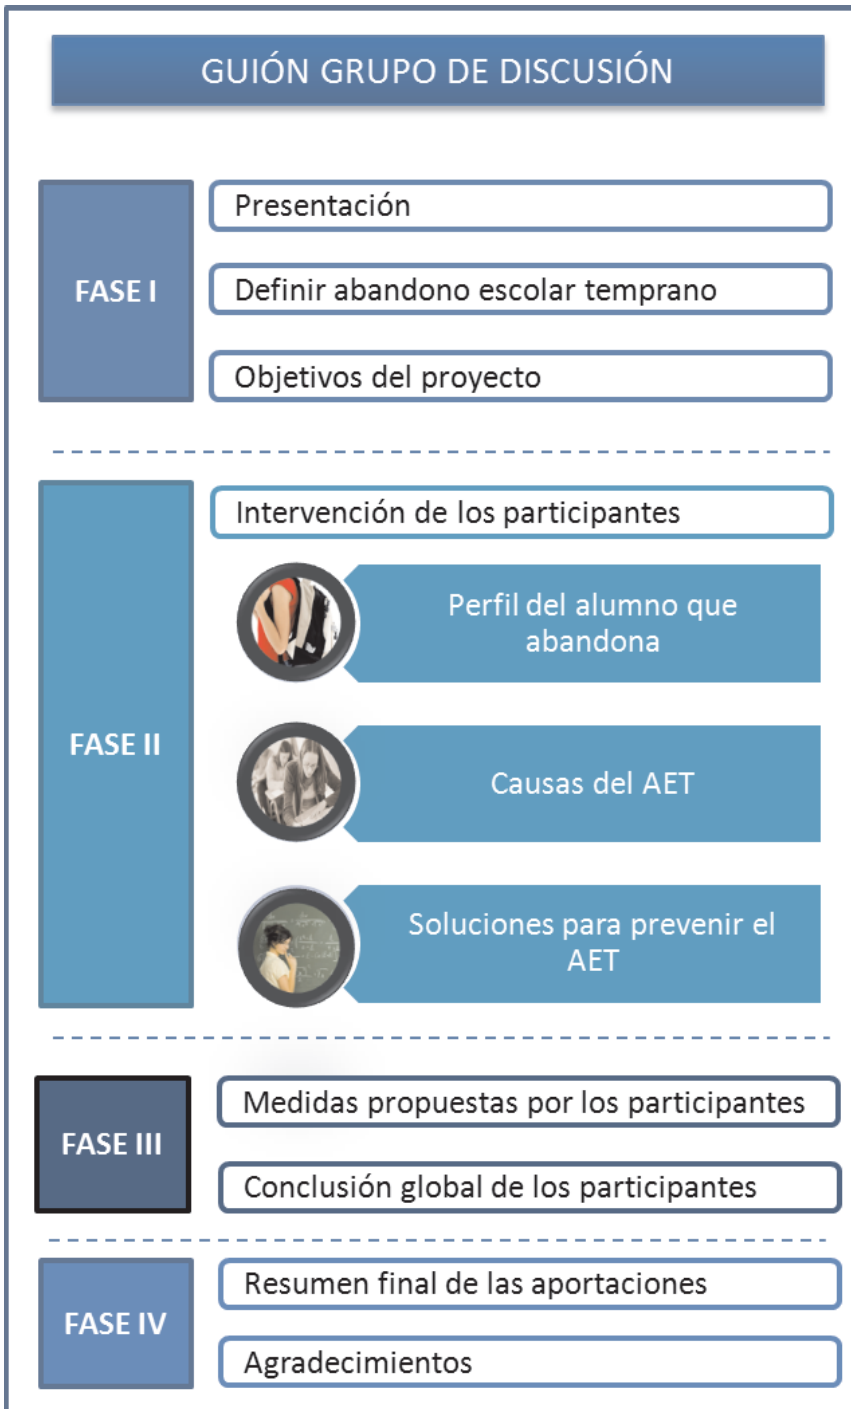 GUIÓN GRUPO DE DISCUSIÓN
FASE I
Presentación
Definir abandono escolar temprano
Objetivos del proyecto
FASE II
Intervención de los participantes
Perfil del alumno que
abandona
Causas del AET
Soluciones para prevenir el
AET
FASE III
Medidas propuestas por los participantes
Conclusión global de los participantes
FASE IV
Resumen final de las aportaciones
Agradecimientos